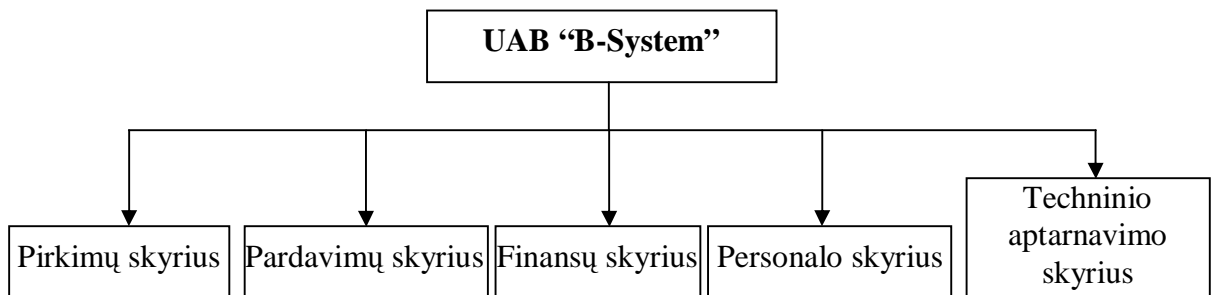 UAB “B-System”
Pirkimų skyrius
Pardavimų skyrius
Finansų skyrius
Personalo skyrius
Techninio
aptarnavimo
skyrius